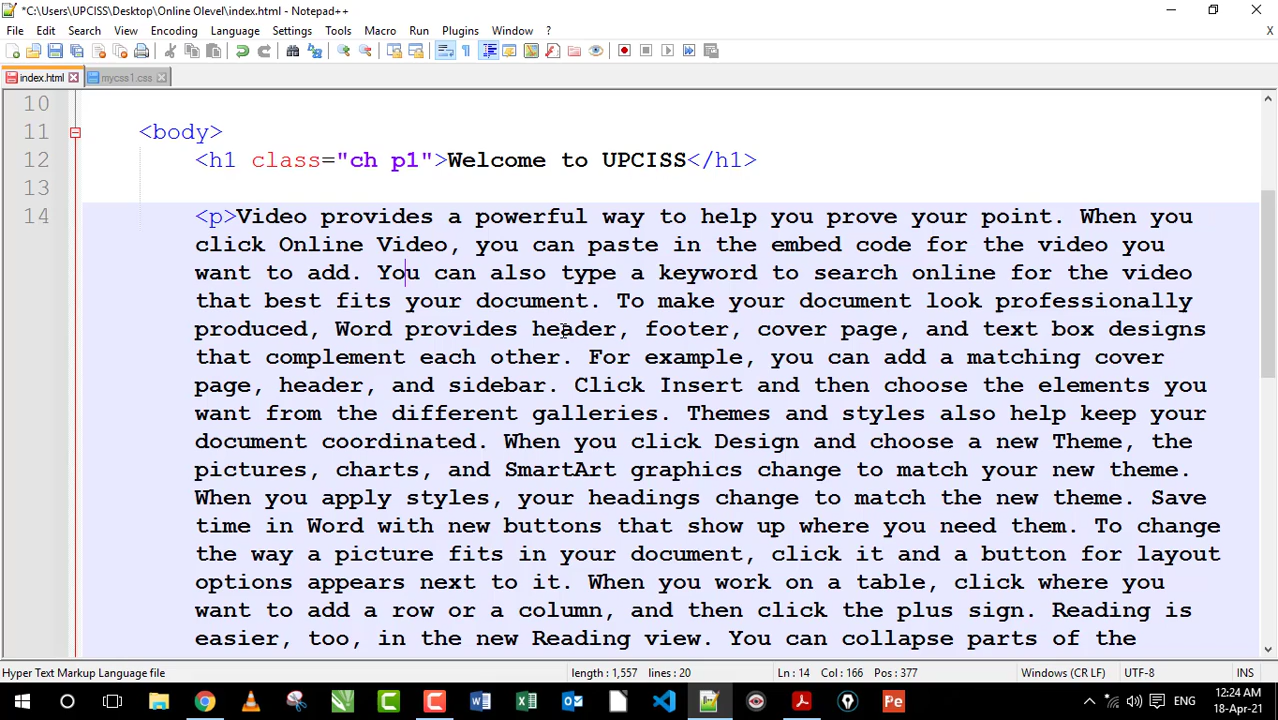 *C:\Users\UPCISS\Desktop\Online Olevel\index.html - Notepad++
File Edit Search View Encoding Language Settings Tools Macro Run Plugins Window ? X
index.html mycss1.css
10
11 <body>
12 <h1 class="ch p1">Welcome to UPCISS</h1>
13
14 <p>Video provides a powerful way to help you prove your point. When you
click Online Video, you can paste in the embed code for the video you
want to add. You can also type a keyword to search online for the video
that best fits your document. To make your document look professionally
produced, Word provides header, footer, cover page, and text box designs
that complement each other. For example, you can add a matching cover
page, header, and sidebar. Click Insert and then choose the elements you
want from the different galleries. Themes and styles also help keep your
document coordinated. When you click Design and choose a new Theme, the
pictures, charts, and SmartArt graphics change to match your new theme.
When you apply styles, your headings change to match the new theme. Save
time in Word with new buttons that show up where you need them. To change
the way a picture fits in your document, click it and a button for layout
options appears next to it. When you work on a table, click where you
want to add a row or a column, and then click the plus sign. Reading is
easier, too, in the new Reading view. You can collapse parts of the
Hyper Text Markup Language file length : 1,557 lines : 20 Ln : 14 Col : 166 Pos : 377 Windows (CR LF) UTF-8 INS
Pe ENG 12:24 AM
18-Apr-21